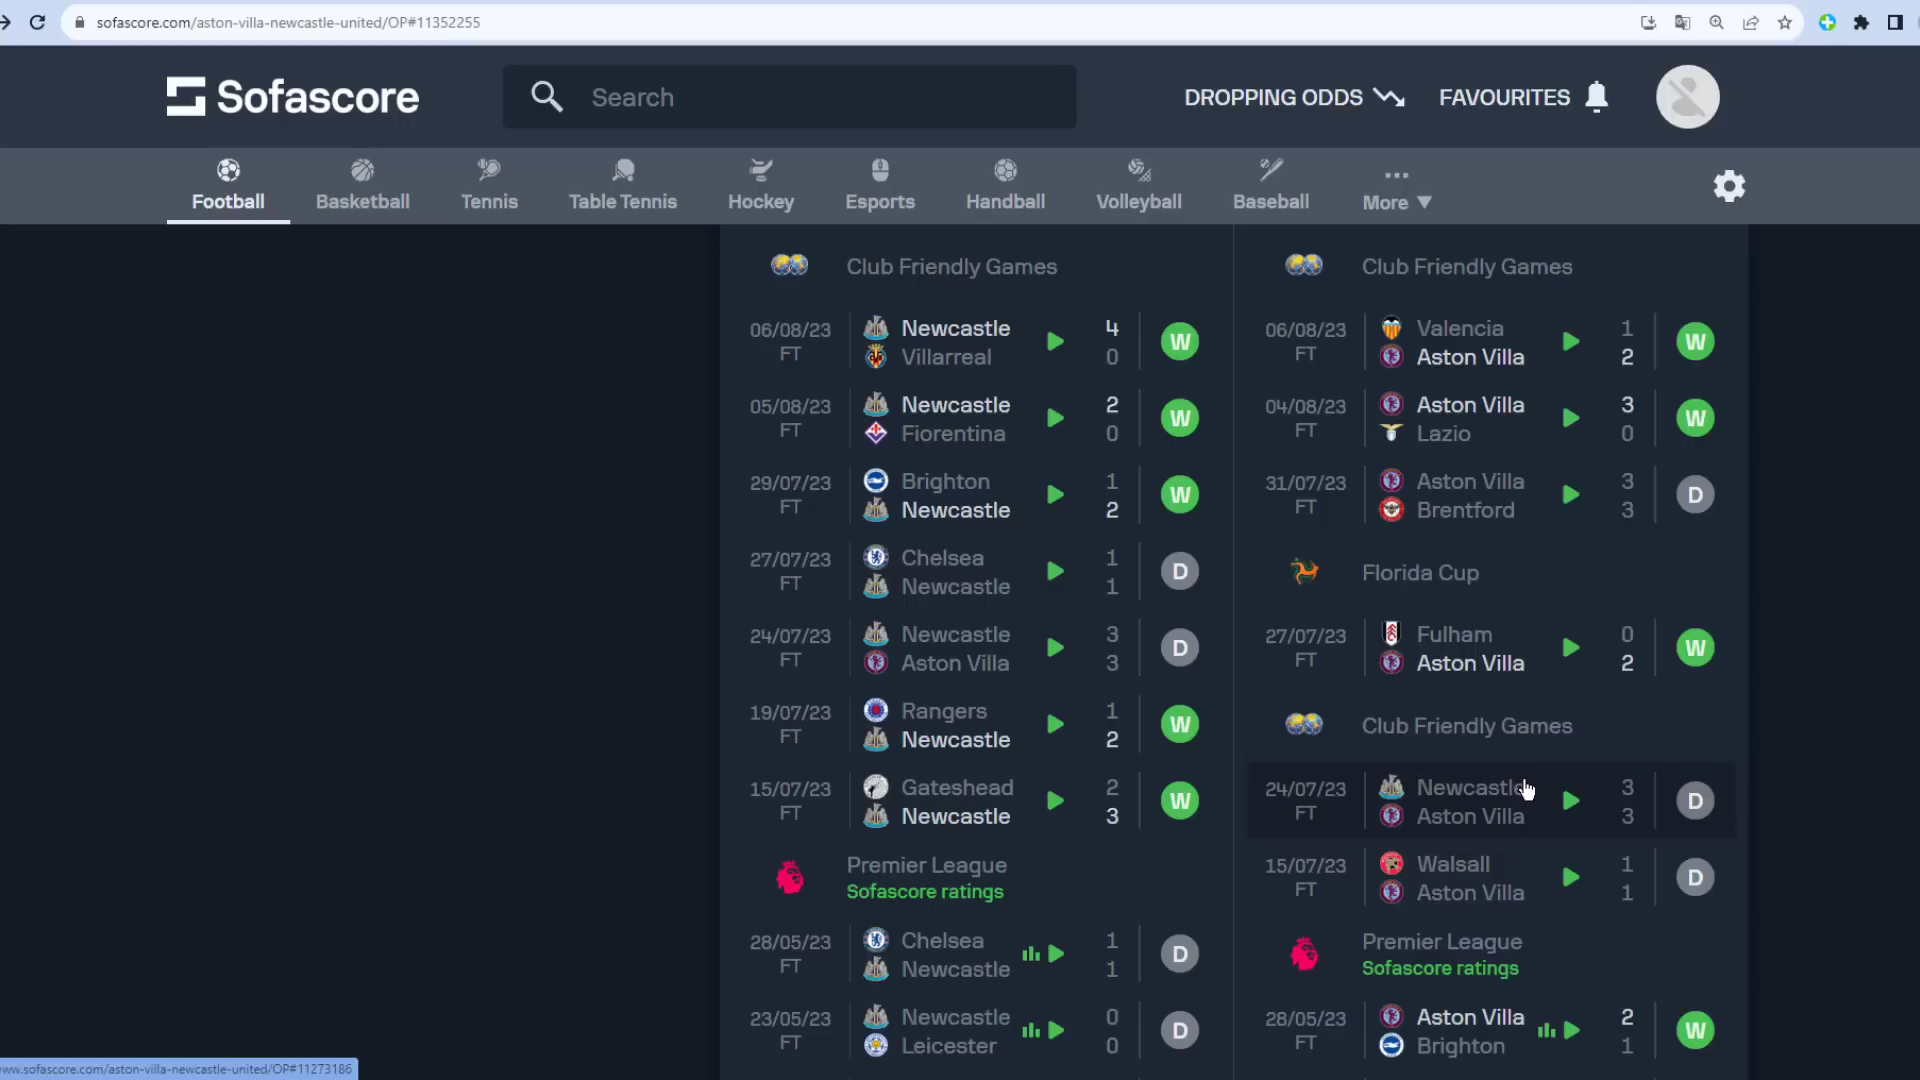 sofascore.com/aston-villa-newcastle-united/OP#11352255
Sofascore
Search
DROPPING ODDS
FAVOURITES
Football
Basketball
Tennis
Table Tennis
Hockey
Esports
Handball
Volleyball
Baseball
More
Club Friendly Games
06/08/23 Newcastle 4
FT Villarreal 0
W
05/08/23 Newcastle 2
FT Fiorentina 0
W
29/07/23 Brighton 1
FT Newcastle 2
W
27/07/23 Chelsea 1
FT Newcastle 1
D
24/07/23 Newcastle 3
FT Aston Villa 3
D
19/07/23 Rangers 1
FT Newcastle 2
W
15/07/23 Gateshead 2
FT Newcastle 3
W
Premier League
Sofascore ratings
28/05/23 Chelsea 1
FT Newcastle 1
D
23/05/23 Newcastle 0
FT Leicester 0
D
Club Friendly Games
06/08/23 Valencia 1
FT Aston Villa 2
W
04/08/23 Aston Villa 3
FT Lazio 0
W
31/07/23 Aston Villa 3
FT Brentford 3
D
Florida Cup
27/07/23 Fulham 0
FT Aston Villa 2
W
Club Friendly Games
24/07/23 Newcastle 3
FT Aston Villa 3
D
15/07/23 Walsall 1
FT Aston Villa 1
D
Premier League
Sofascore ratings
28/05/23 Aston Villa 2
FT Brighton 1
W
www.sofascore.com/aston-villa-newcastle-united/OP#11273186